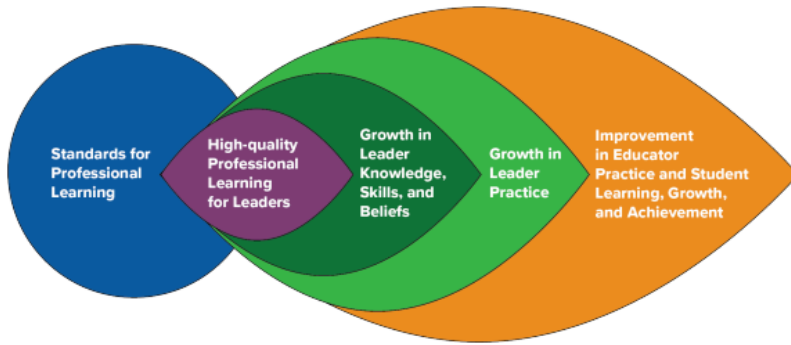 Standards for
Professional
Learning
High-quality
Professional
Learning
for Leaders
Growth in
Leader
Knowledge,
Skills, and
Beliefs
Growth in
Leader
Practice
Improvement
in Educator
Practice and Student
Learning, Growth,
and Achievement